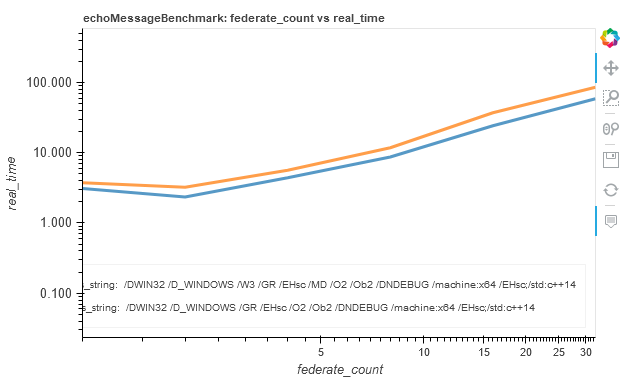 echoMessageBenchmark: federate_count vs real_time
100.000
10.000
1.000
0.100
real_time
_string: /DWIN32 /D_WINDOWS /W3 /GR /EHsc /MD /O2 /Ob2 /DNDEBUG /machine:x64 /EHsc;/std:c++14
s_string: /DWIN32 /D_WINDOWS /GR /EHsc /O2 /Ob2 /DNDEBUG /machine:x64 /EHsc;/std:c++14
5 10 15 20 25 30
federate_count